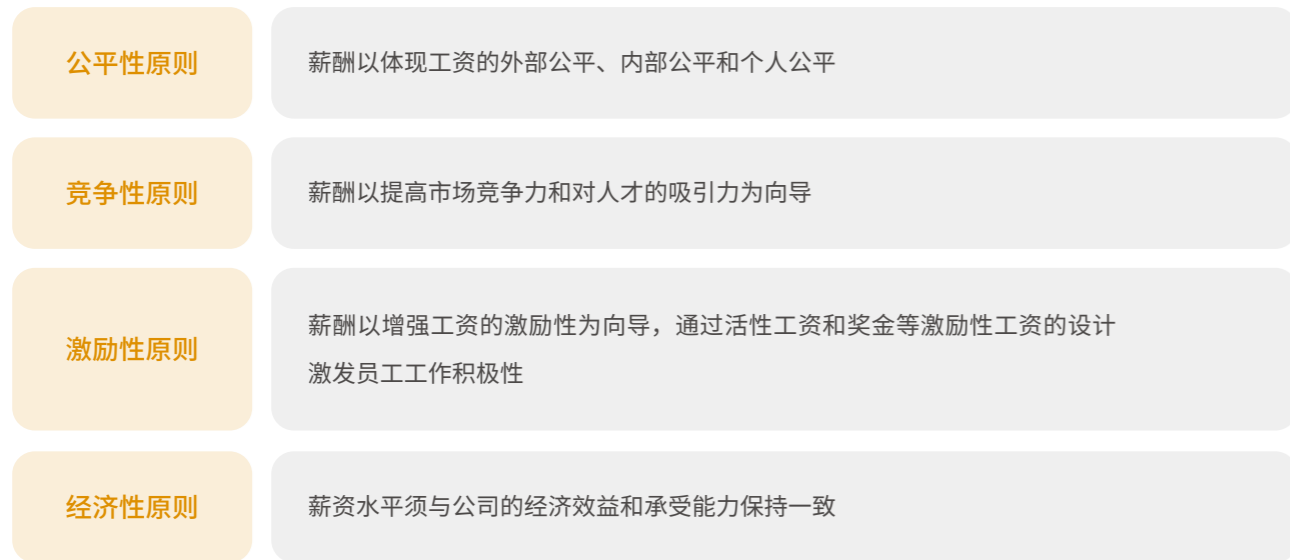 公平性原则
薪酬以体现工资的外部公平、内部公平和个人公平
竞争性原则
薪酬以提高市场竞争力和对人才的吸引力为向导
激励性原则
薪酬以增强工资的激励性为向导，通过活性工资和奖金等激励性工资的设计
激发员工工作积极性
经济性原则
薪资水平须与公司的经济效益和承受能力保持一致